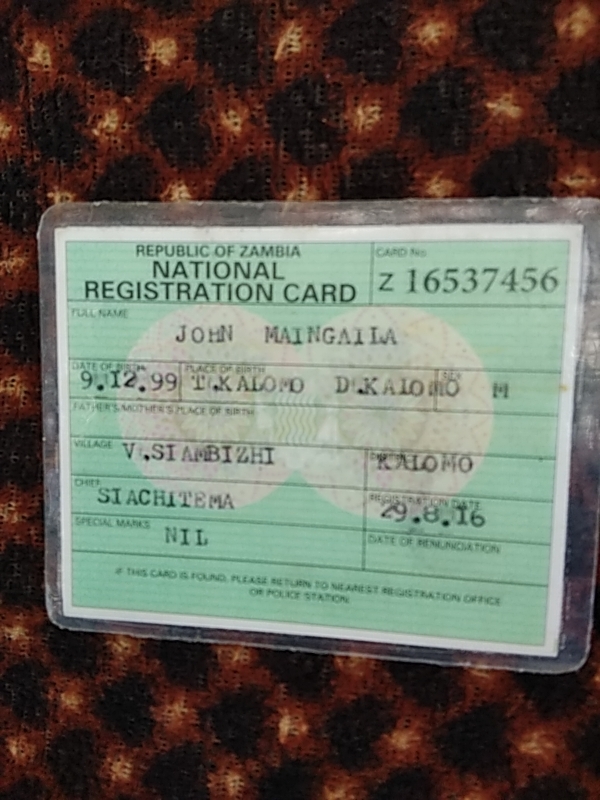 REPUBLIC OF ZAMBIA
NATIONAL
REGISTRATION CARD
CARD No.
Z 16537456
FULL NAME
JOHN MAINGAILA
DATE OF BIRTH PLACE OF BIRTH SEX
9.12.99 T.KALOMO D.KALOMO M
FATHER'S/MOTHER'S PLACE OF BIRTH
VILLAGE V.SIAMBIZHI KALOMO
CHIEF SIACHITEMA
REGISTRATION DATE
29.8.16
SPECIAL MARKS NIL
DATE OF RENUNCIATION
IF THIS CARD IS FOUND, PLEASE RETURN TO NEAREST REGISTRATION OFFICE
OR POLICE STATION.